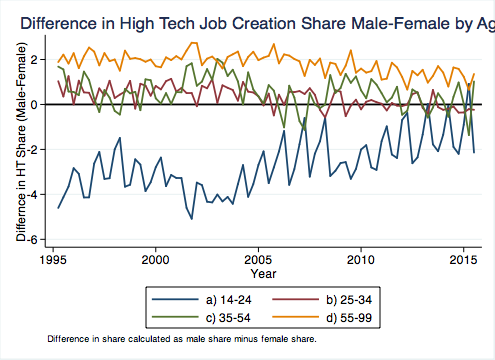 Difference in High Tech Job Creation Share Male-Female by Ag
Differnce in HT Share (Male-Female)
2
0
-2
-4
-6
1995
2000
2005
2010
2015
Year
a) 14-24
b) 25-34
c) 35-54
d) 55-99
Difference in share calculated as male share minus female share.